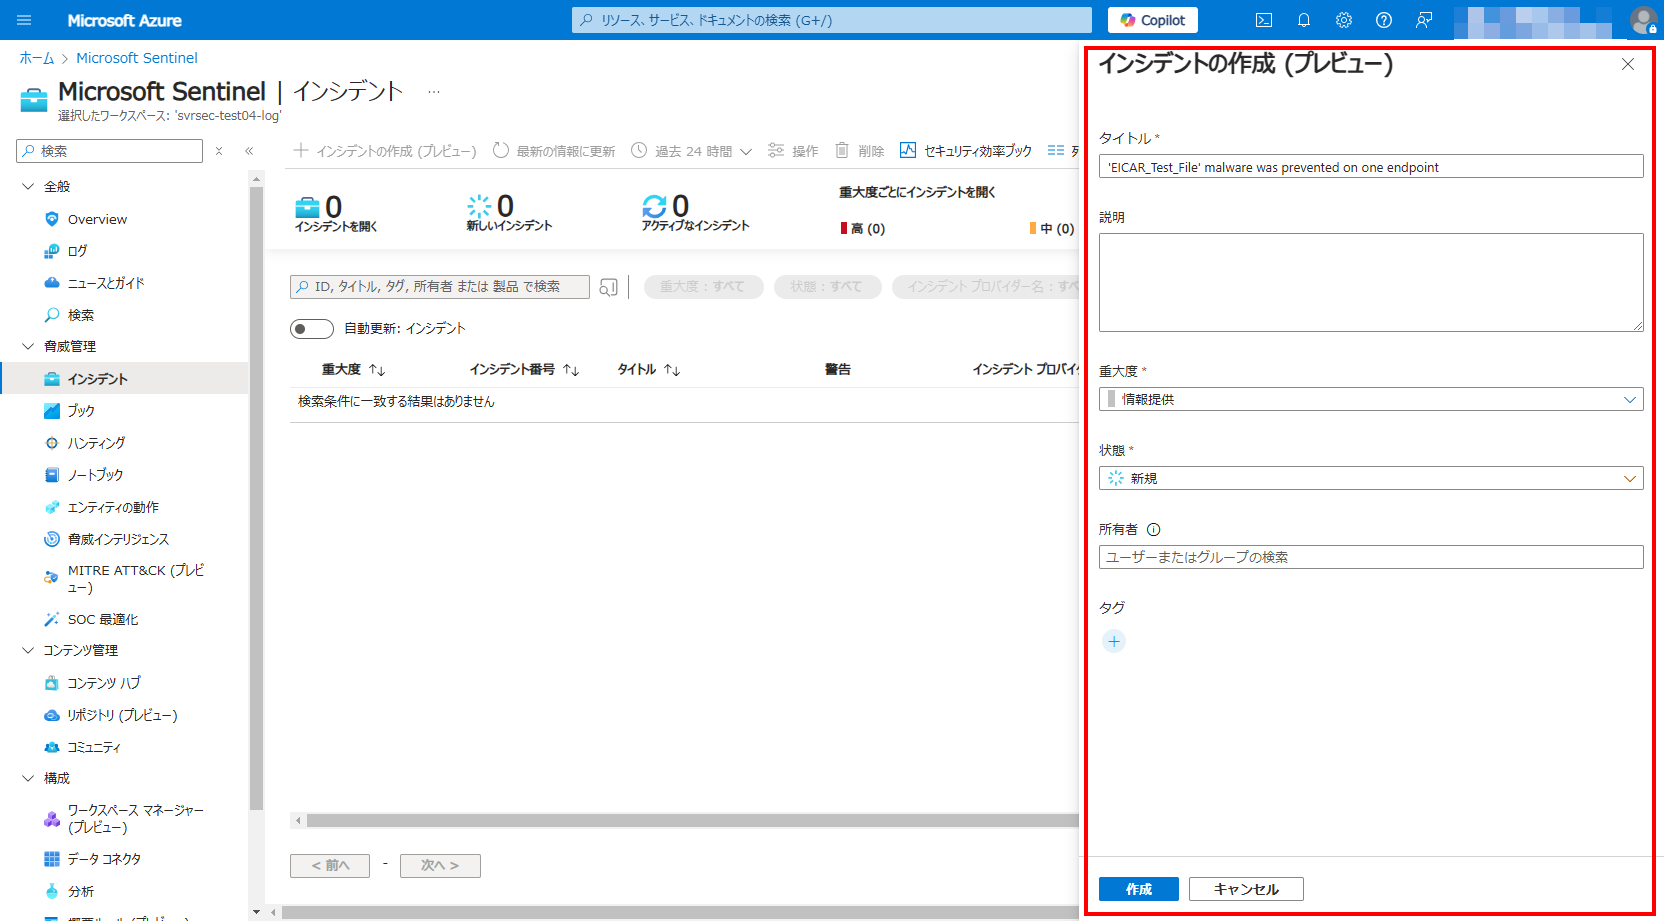 Microsoft Azure
リソース、サービス、ドキュメントの検索 (G+/)
Copilot
ホーム > Microsoft Sentinel
Microsoft Sentinel | インシデント ...
選択したワークスペース: 'svrsec-test04-log'
検索
全般
Overview
ログ
ニュースとガイド
検索
脅威管理
インシデント
ブック
ハンティング
ノートブック
エンティティの動作
脅威インテリジェンス
MITRE ATT&CK (プレビ
ュー)
SOC 最適化
コンテンツ管理
コンテンツ ハブ
リポジトリ (プレビュー)
コミュニティ
構成
ワークスペース マネージャー
(プレビュー)
データ コネクタ
分析
インシデントの作成 (プレビュー)
最新の情報に更新
過去 24 時間
操作
削除
セキュリティ効率ブック
0
インシデントを開く
0
新しいインシデント
0
アクティブなインシデント
重大度ごとにインシデントを開く
高 (0)
中 (0)
ID, タイトル, タグ, 所有者 または 製品 で検索
重大度 : すべて
状態 : すべて
インシデント プロバイダー名 : すべ
自動更新: インシデント
重大度
インシデント番号
タイトル
警告
インシデント プロバイ
検索条件に一致する結果はありません
< 前へ
-
次へ >
インシデントの作成 (プレビュー)
タイトル *
'EICAR_Test_File' malware was prevented on one endpoint
説明
重大度 *
情報提供
状態 *
新規
所有者
ユーザーまたはグループの検索
タグ
作成
キャンセル